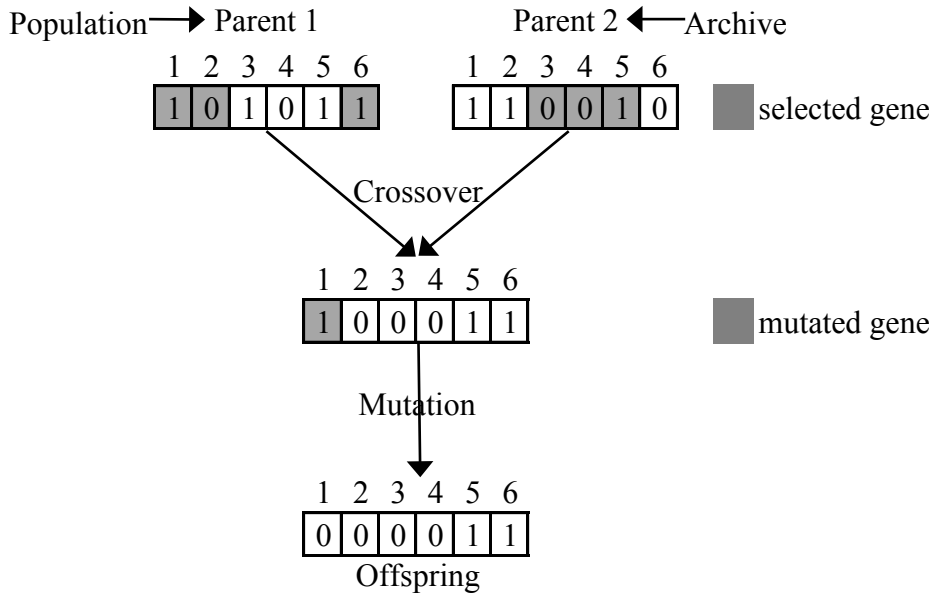 Population Parent 1 Parent 2 Archive
1 2 3 4 5 6 1 2 3 4 5 6
1 0 1 0 1 1 1 1 0 0 1 0 selected gene
Crossover
1 2 3 4 5 6
1 0 0 0 1 1 mutated gene
Mutation
1 2 3 4 5 6
0 0 0 0 1 1
Offspring